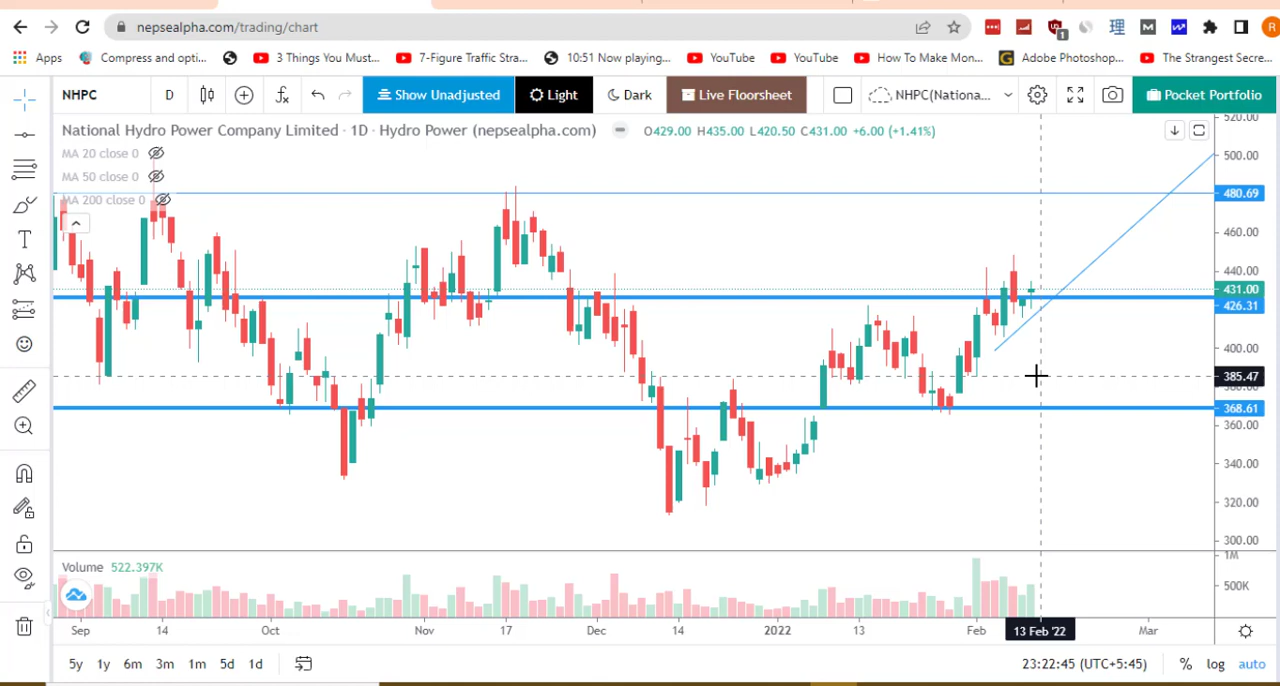 nepsealpha.com/trading/chart
Apps Compress and opti... 3 Things You Must... 7-Figure Traffic Stra... 10:51 Now playing... YouTube YouTube How To Make Mon... Adobe Photoshop... The Strangest Secre...
NHPC D Show Unadjusted Light Dark Live Floorsheet NHPC(Nationa... Pocket Portfolio
National Hydro Power Company Limited · 1D · Hydro Power (nepsealpha.com) O429.00 H435.00 L420.50 C431.00 +6.00 (+1.41%)
MA 20 close 0
MA 50 close 0
MA 200 close 0
520.00
500.00
480.69
460.00
440.00
431.00
426.31
400.00
385.47
380.00
368.61
360.00
340.00
320.00
300.00
Volume 522.397K
1M
500K
Sep 14 Oct Nov 17 Dec 14 2022 13 Feb 13 Feb '22 Mar
5y 1y 6m 3m 1m 5d 1d 23:22:45 (UTC+5:45) % log auto